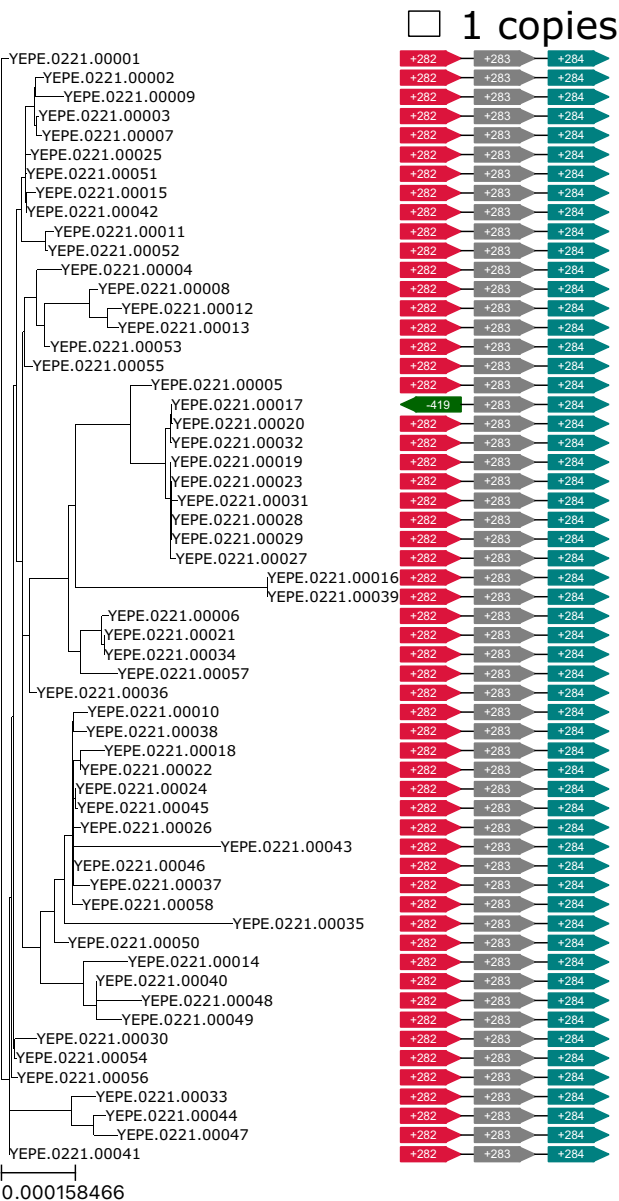 1 copies
YEPE.0221.00001 +282 +283 +284
YEPE.0221.00002 +282 +283 +284
YEPE.0221.00009 +282 +283 +284
YEPE.0221.00003 +282 +283 +284
YEPE.0221.00007 +282 +283 +284
YEPE.0221.00025 +282 +283 +284
YEPE.0221.00051 +282 +283 +284
YEPE.0221.00015 +282 +283 +284
YEPE.0221.00042 +282 +283 +284
YEPE.0221.00011 +282 +283 +284
YEPE.0221.00052 +282 +283 +284
YEPE.0221.00004 +282 +283 +284
YEPE.0221.00008 +282 +283 +284
YEPE.0221.00012 +282 +283 +284
YEPE.0221.00013 +282 +283 +284
YEPE.0221.00053 +282 +283 +284
YEPE.0221.00055 +282 +283 +284
YEPE.0221.00005 +282 +283 +284
YEPE.0221.00017 -419 +283 +284
YEPE.0221.00020 +282 +283 +284
YEPE.0221.00032 +282 +283 +284
YEPE.0221.00019 +282 +283 +284
YEPE.0221.00023 +282 +283 +284
YEPE.0221.00031 +282 +283 +284
YEPE.0221.00028 +282 +283 +284
YEPE.0221.00029 +282 +283 +284
YEPE.0221.00027 +282 +283 +284
YEPE.0221.00016 +282 +283 +284
YEPE.0221.00039 +282 +283 +284
YEPE.0221.00006 +282 +283 +284
YEPE.0221.00021 +282 +283 +284
YEPE.0221.00034 +282 +283 +284
YEPE.0221.00057 +282 +283 +284
YEPE.0221.00036 +282 +283 +284
YEPE.0221.00010 +282 +283 +284
YEPE.0221.00038 +282 +283 +284
YEPE.0221.00018 +282 +283 +284
YEPE.0221.00022 +282 +283 +284
YEPE.0221.00024 +282 +283 +284
YEPE.0221.00045 +282 +283 +284
YEPE.0221.00026 +282 +283 +284
YEPE.0221.00043 +282 +283 +284
YEPE.0221.00046 +282 +283 +284
YEPE.0221.00037 +282 +283 +284
YEPE.0221.00058 +282 +283 +284
YEPE.0221.00035 +282 +283 +284
YEPE.0221.00050 +282 +283 +284
YEPE.0221.00014 +282 +283 +284
YEPE.0221.00040 +282 +283 +284
YEPE.0221.00048 +282 +283 +284
YEPE.0221.00049 +282 +283 +284
YEPE.0221.00030 +282 +283 +284
YEPE.0221.00054 +282 +283 +284
YEPE.0221.00056 +282 +283 +284
YEPE.0221.00033 +282 +283 +284
YEPE.0221.00044 +282 +283 +284
YEPE.0221.00047 +282 +283 +284
YEPE.0221.00041 +282 +283 +284
0.000158466